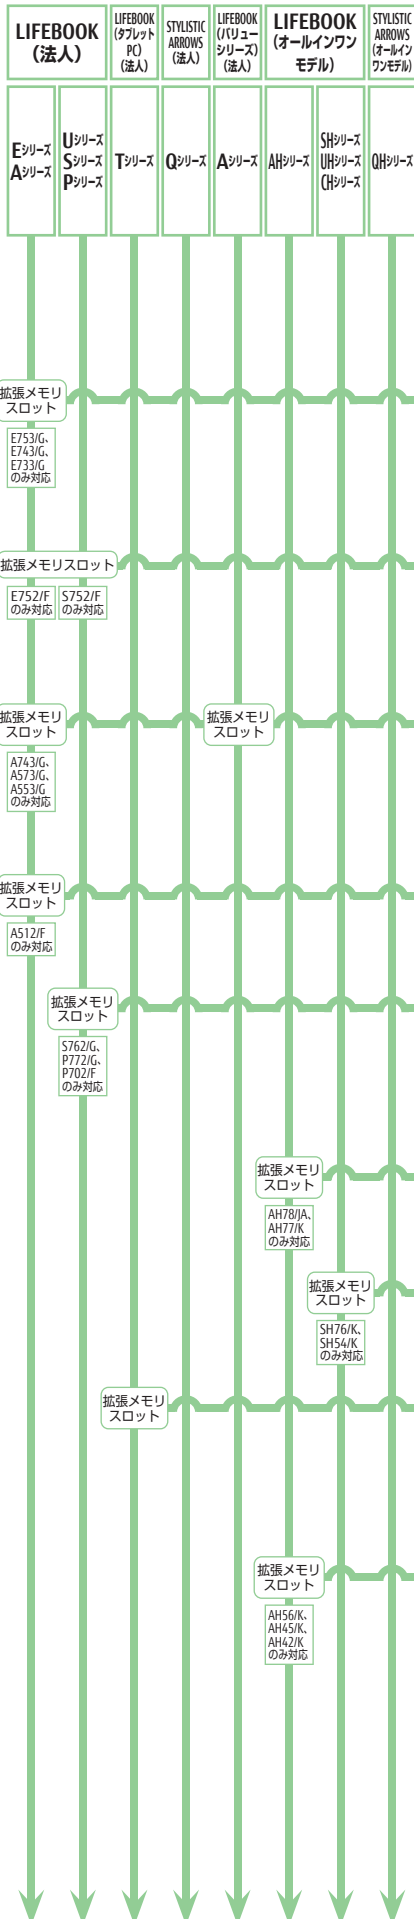 LIFEBOOK
（法人）
LIFEBOOK
（タブレット
PC）
（法人）
STYLISTIC
ARROWS
（法人）
LIFEBOOK
（バリュー
シリーズ）
（法人）
LIFEBOOK
（オールインワン
モデル）
STYLISTIC
ARROWS
（オールイン
ワンモデル）
Eシリーズ
Aシリーズ
Uシリーズ
Sシリーズ
Pシリーズ
Tシリーズ
Qシリーズ
Aシリーズ
AHシリーズ
SHシリーズ
UHシリーズ
CHシリーズ
QHシリーズ
拡張メモリ
スロット
E753/G、
E743/G、
E733/G
のみ対応
拡張メモリスロット
E752/F
のみ対応
S752/F
のみ対応
拡張メモリ
スロット
拡張メモリ
スロット
A743/G、
A573/G、
A553/G
のみ対応
拡張メモリ
スロット
A512/F
のみ対応
拡張メモリ
スロット
S762/G、
P772/G、
P702/F
のみ対応
拡張メモリ
スロット
AH78/JA、
AH77/K
のみ対応
拡張メモリ
スロット
SH76/K、
SH54/K
のみ対応
拡張メモリ
スロット
拡張メモリ
スロット
AH56/K、
AH45/K、
AH42/K
のみ対応